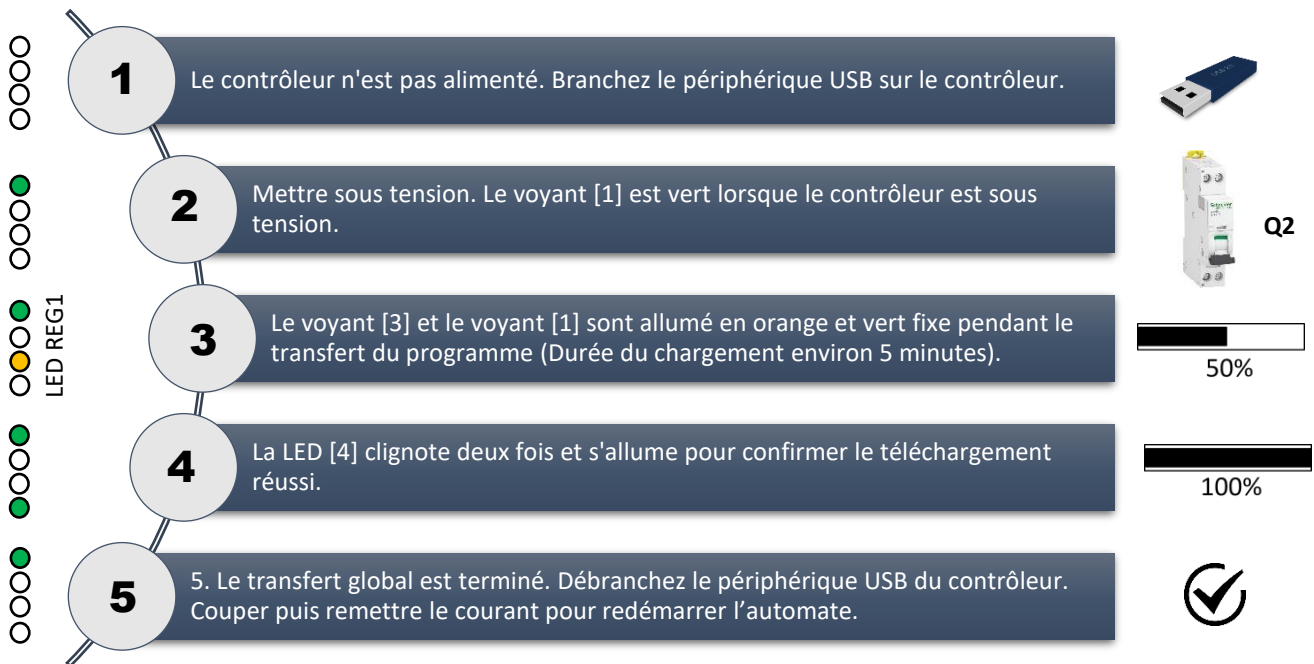 1
Le contrôleur n'est pas alimenté. Branchez le périphérique USB sur le contrôleur.
2
Mettre sous tension. Le voyant [1] est vert lorsque le contrôleur est sous
tension.
Q2
LED REG1
3
Le voyant [3] et le voyant [1] sont allumé en orange et vert fixe pendant le
transfert du programme (Durée du chargement environ 5 minutes).
50%
4
La LED [4] clignote deux fois et s'allume pour confirmer le téléchargement
réussi.
100%
5
5. Le transfert global est terminé. Débranchez le périphérique USB du contrôleur.
Couper puis remettre le courant pour redémarrer l’automate.